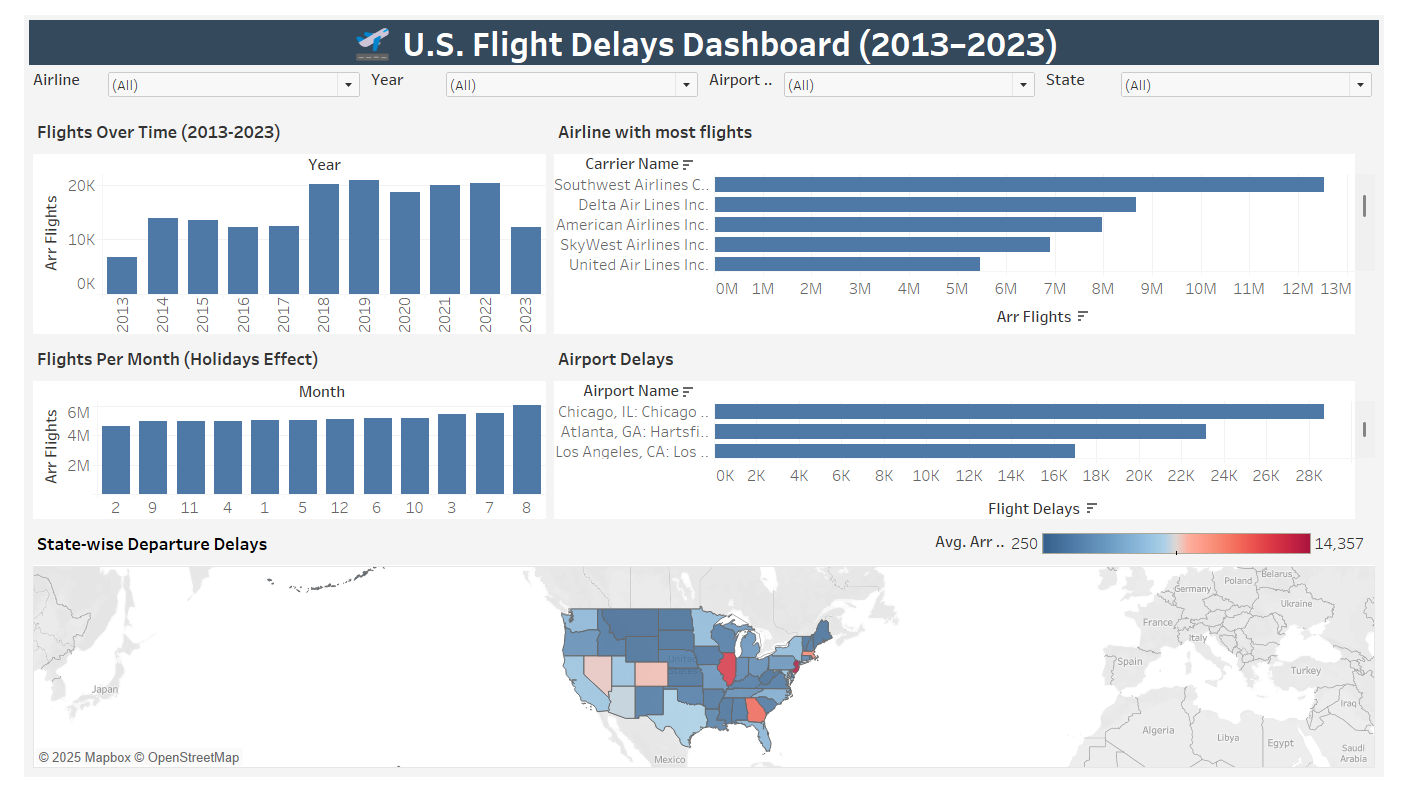 U.S. Flight Delays Dashboard (2013–2023)
Airline (All) Year (All) Airport .. (All) State (All)
Flights Over Time (2013-2023)
Year
Arr Flights
20K
10K
0K
2013 2014 2015 2016 2017 2018 2019 2020 2021 2022 2023
Airline with most flights
Carrier Name
Southwest Airlines C..
Delta Air Lines Inc.
American Airlines Inc.
SkyWest Airlines Inc.
United Air Lines Inc.
0M 1M 2M 3M 4M 5M 6M 7M 8M 9M 10M 11M 12M 13M
Arr Flights
Flights Per Month (Holidays Effect)
Month
Arr Flights
6M
4M
2M
2 9 11 4 1 5 12 6 10 3 7 8
Airport Delays
Airport Name
Chicago, IL: Chicago ..
Atlanta, GA: Hartsfi..
Los Angeles, CA: Los ..
0K 2K 4K 6K 8K 10K 12K 14K 16K 18K 20K 22K 24K 26K 28K
Flight Delays
State-wise Departure Delays
Avg. Arr .. 250 14,357
Belarus
Poland
Germany
Ukraine
France
Italy
Spain
Turkey
Japan
United
Iraq
Algeria
Libya
Egypt
Saudi
Arabia
Mexico
© 2025 Mapbox © OpenStreetMap